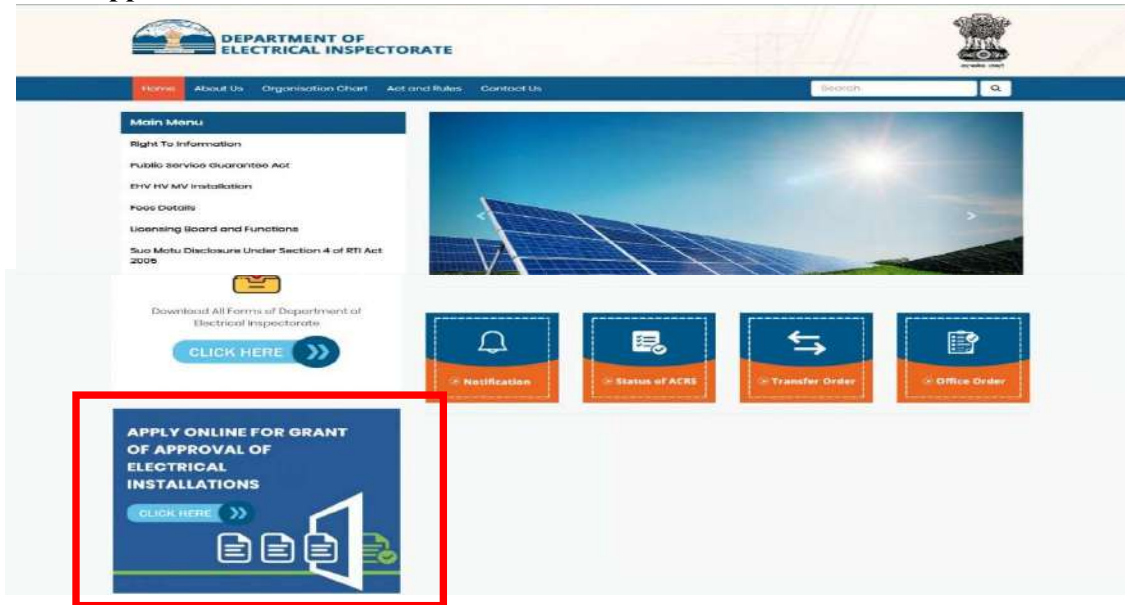 DEPARTMENT OF
ELECTRICAL INSPECTORATE
Home About Us Organisation Chart Act and Rules Contact Us
Search
Main Menu
Right To Information
Public Service Guarantee Act
EHV HV MV Installation
Fees Details
Licensing Board and Functions
Suo Motu Disclosure Under Section 4 of RTI Act
2005
Download All Forms of Department of
Electrical Inspectorate
CLICK HERE
Notification
Status of ACRS
Transfer Order
Office Order
APPLY ONLINE FOR GRANT
OF APPROVAL OF
ELECTRICAL
INSTALLATIONS
CLICK HERE